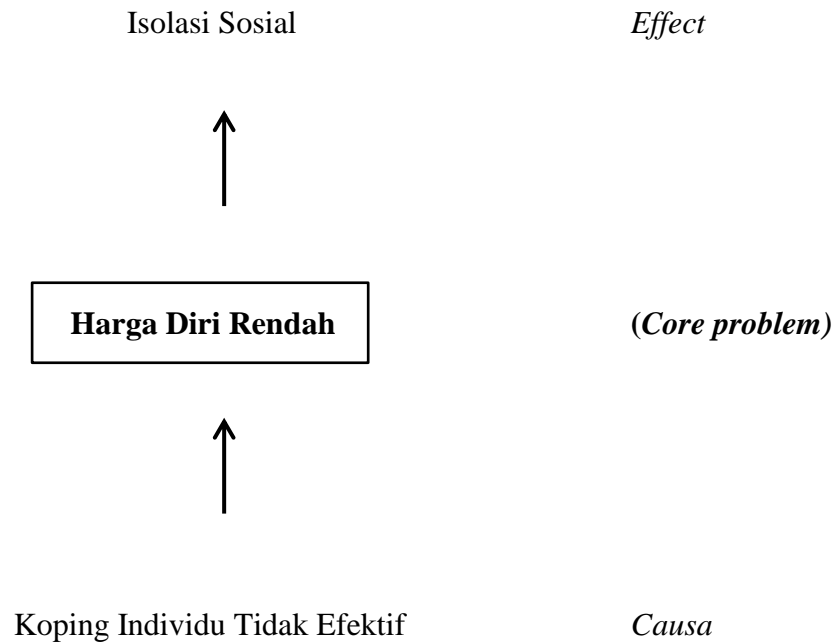 Isolasi Sosial Effect
Harga Diri Rendah (Core problem)
Koping Individu Tidak Efektif Causa